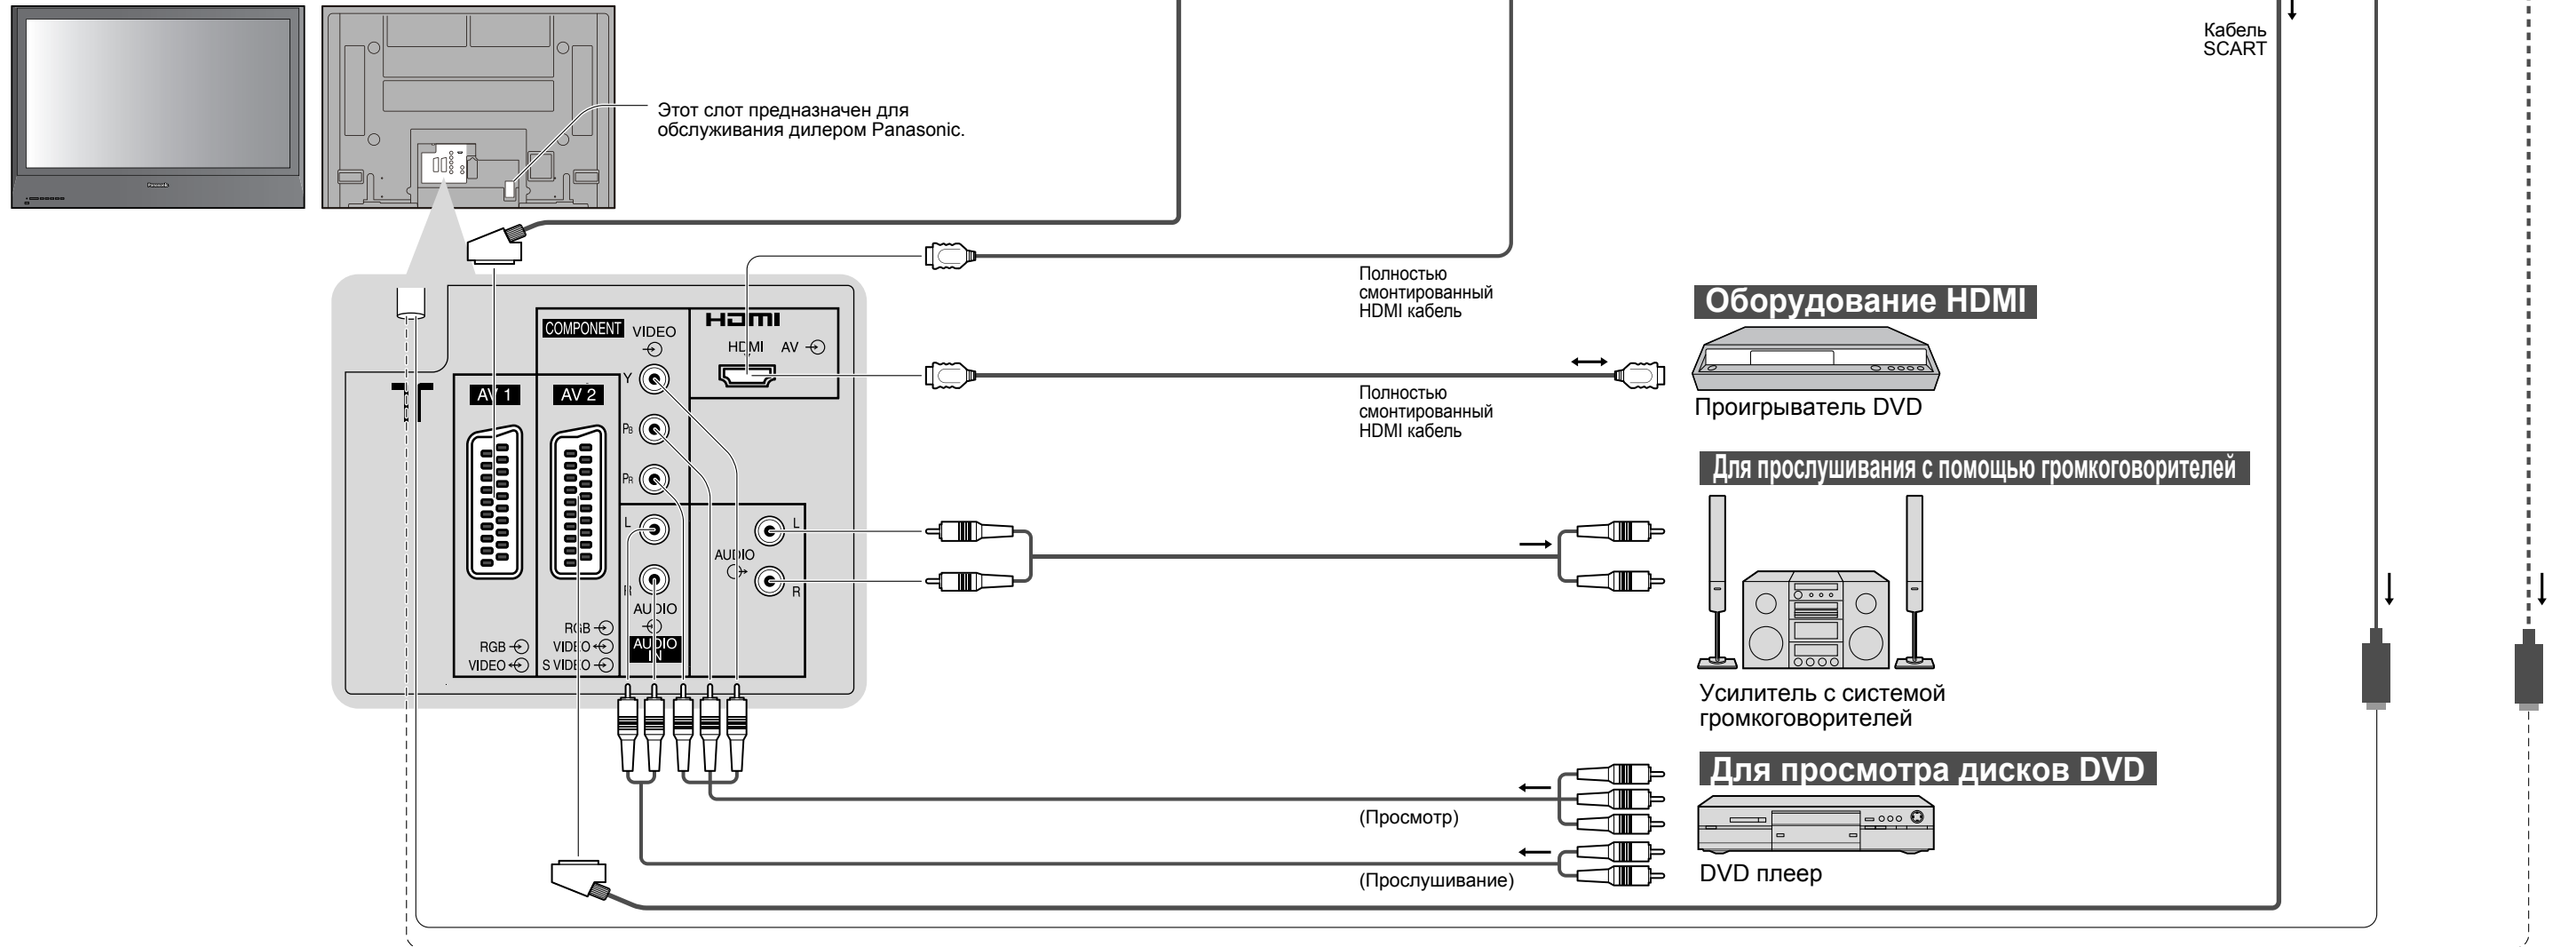 Кабель
SCART
Этот слот предназначен для
обслуживания дилером Panasonic.
Panasonic
Полностью
смонтированный
HDMI кабель
Оборудование HDMI
COMPONENT
VIDEO
HDMI
HDMI AV
Y
AV 1
AV 2
Полностью
смонтированный
HDMI кабель
Проигрыватель DVD
PB
Для прослушивания с помощью громкоговорителей
PR
L
L
AUDIO
R
R
AUDIO
RGB
RGB
VIDEO
AUDIO
IN
VIDEO
S VIDEO
Усилитель с системой
громкоговорителей
Для просмотра дисков DVD
(Просмотр)
DVD плеер
(Прослушивание)